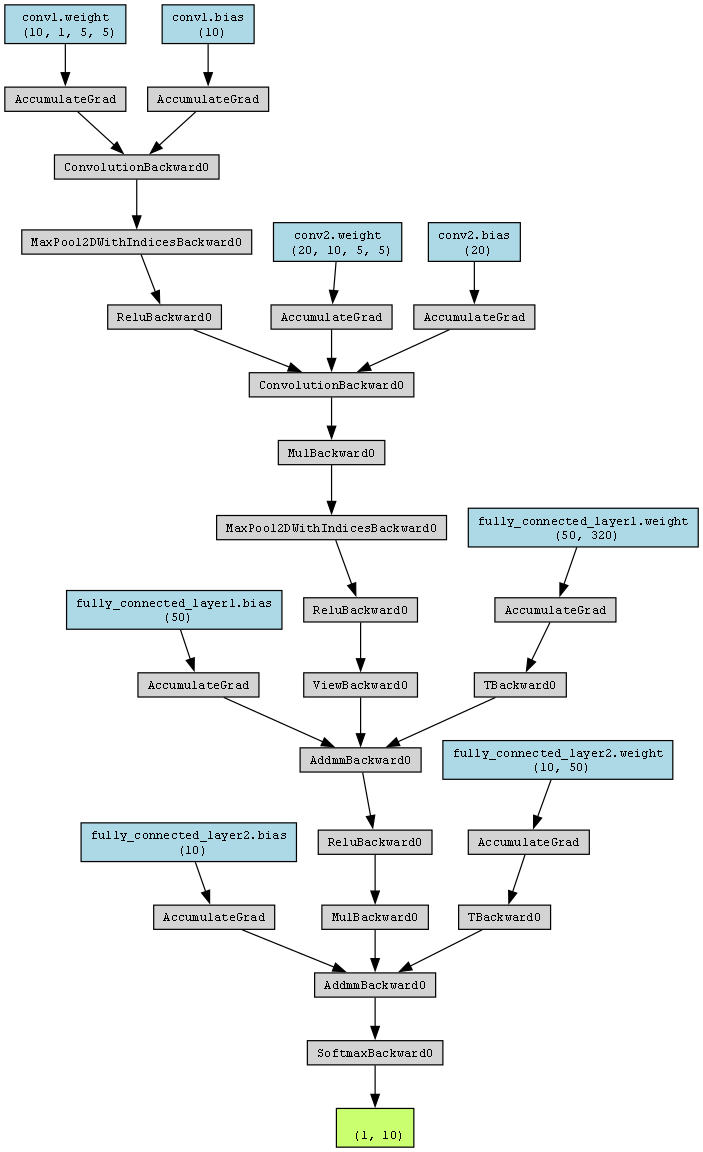 conv1.weight
(10, 1, 5, 5)
conv1.bias
(10)
AccumulateGrad
AccumulateGrad
ConvolutionBackward0
MaxPool2DWithIndicesBackward0
conv2.weight
(20, 10, 5, 5)
conv2.bias
(20)
ReluBackward0
AccumulateGrad
AccumulateGrad
ConvolutionBackward0
MulBackward0
MaxPool2DWithIndicesBackward0
fully_connected_layer1.weight
(50, 320)
fully_connected_layer1.bias
(50)
ReluBackward0
AccumulateGrad
AccumulateGrad
ViewBackward0
TBackward0
AddmmBackward0
fully_connected_layer2.weight
(10, 50)
fully_connected_layer2.bias
(10)
ReluBackward0
AccumulateGrad
AccumulateGrad
MulBackward0
TBackward0
AddmmBackward0
SoftmaxBackward0
(1, 10)